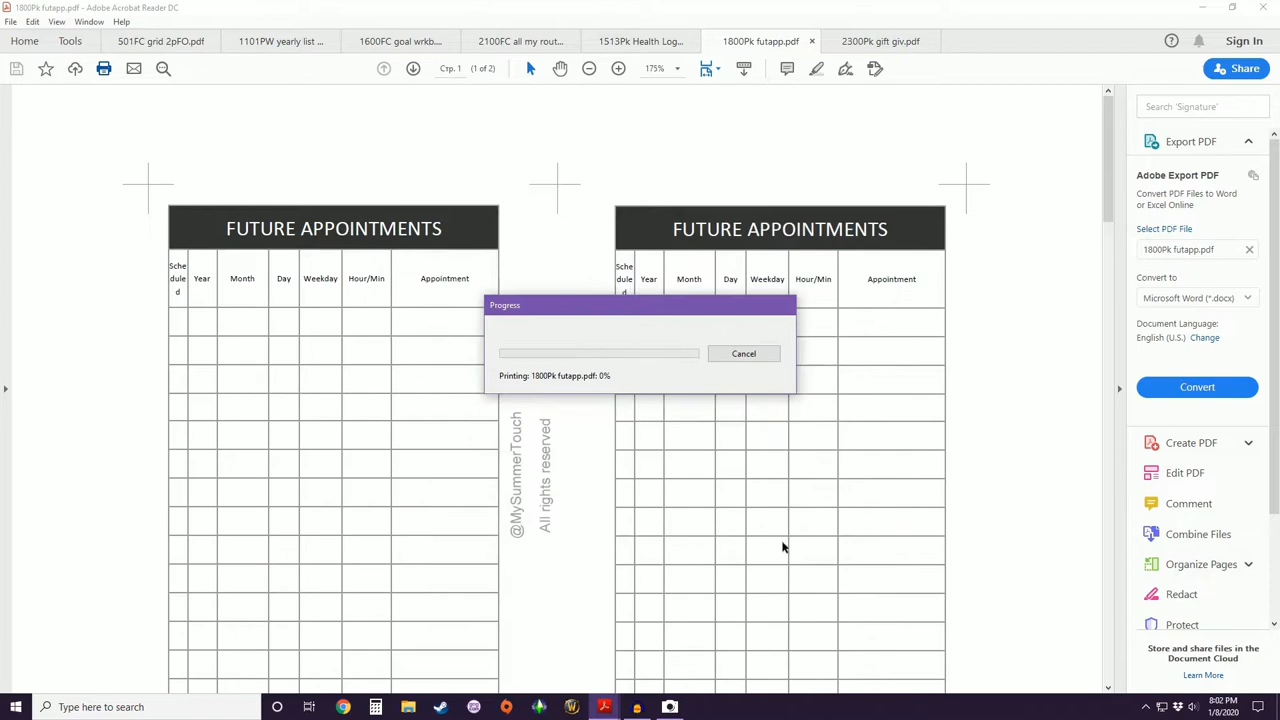 1800Pk futapp.pdf - Adobe Acrobat Reader DC
File Edit View Window Help
Home Tools 501FC grid 2pFO.pdf 1101PW yearly list ... 1600FC goal wrkb... 2100FC all my rout... 1513Pk Health Log... 1800Pk futapp.pdf × 2300Pk gift giv.pdf Sign In
Стр. 1 (1 of 2) 175% Share
Search 'Signature'
Export PDF
Adobe Export PDF
Convert PDF Files to Word
or Excel Online
Select PDF File
1800Pk futapp.pdf
Convert to
Microsoft Word (*.docx)
Document Language:
English (U.S.) Change
Convert
Create PDF
Edit PDF
Comment
Combine Files
Organize Pages
Redact
Protect
Store and share files in the
Document Cloud
Learn More
FUTURE APPOINTMENTS
Sche
dule
d
Year Month Day Weekday Hour/Min Appointment
FUTURE APPOINTMENTS
Sche
dule
d
Year Month Day Weekday Hour/Min Appointment
@MySummerTouch
All rights reserved
Progress
Cancel
Printing: 1800Pk futapp.pdf: 0%
Type here to search
8:02 PM
1/8/2020